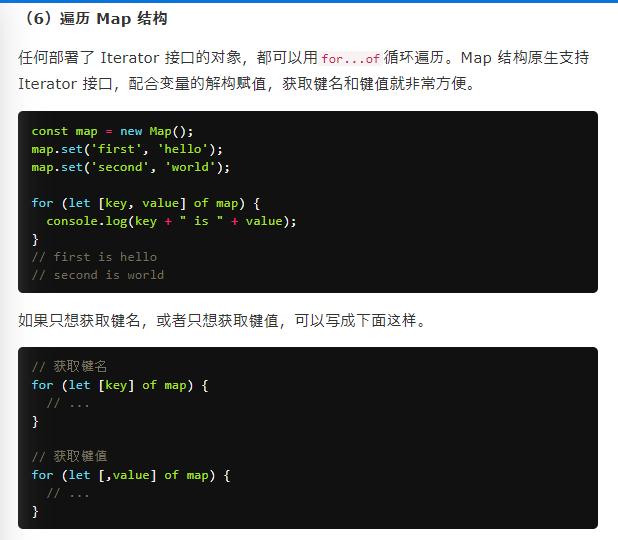 （6）遍历 Map 结构
任何部署了 Iterator 接口的对象，都可以用for...of循环遍历。Map 结构原生支持
Iterator 接口，配合变量的解构赋值，获取键名和键值就非常方便。
const map = new Map();
map.set('first', 'hello');
map.set('second', 'world');
for (let [key, value] of map) {
  console.log(key + " is " + value);
}
// first is hello
// second is world
如果只想获取键名，或者只想获取键值，可以写成下面这样。
// 获取键名
for (let [key] of map) {
  // ...
}
// 获取键值
for (let [,value] of map) {
  // ...
}